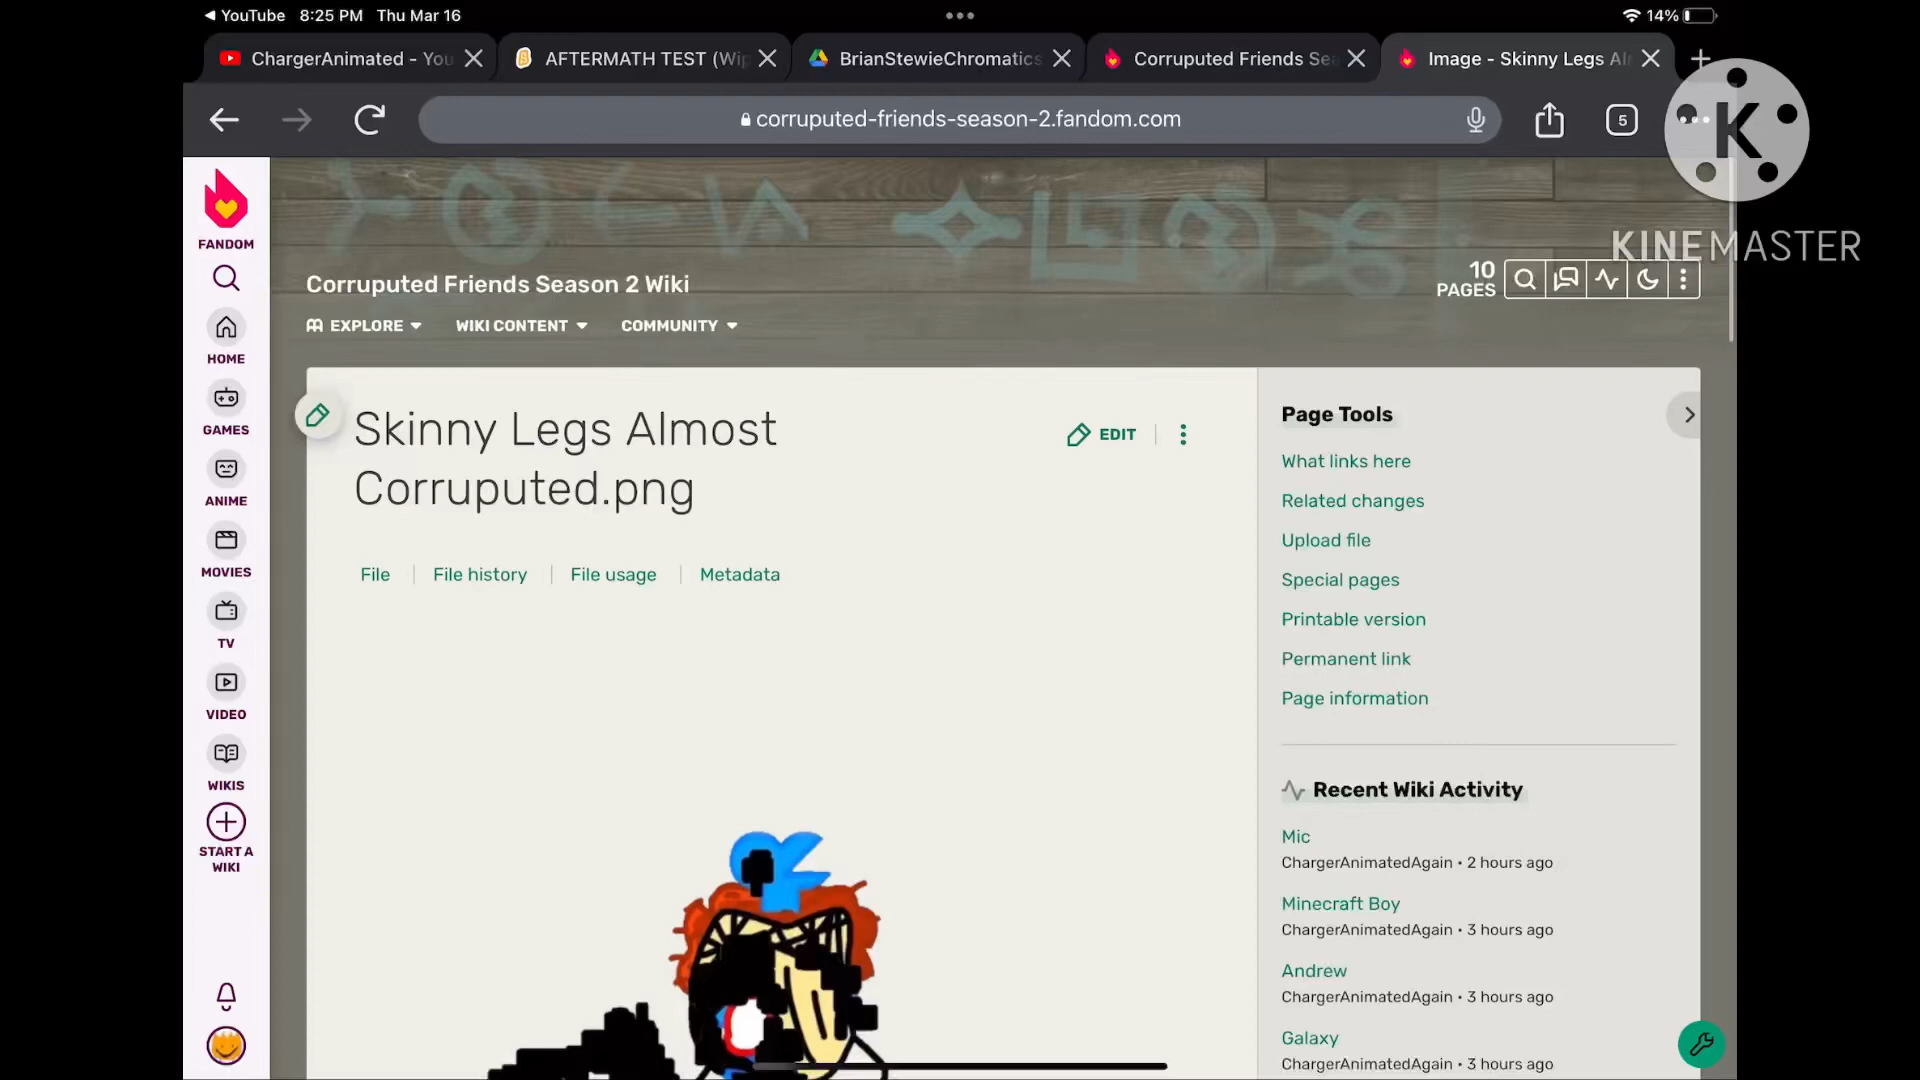 YouTube 8:25 PM Thu Mar 16
14%
ChargerAnimated - You
AFTERMATH TEST (Wip
BrianStewieChromatics
Corruputed Friends Sea
Image - Skinny Legs Al
corruputed-friends-season-2.fandom.com
5
K
KINEMASTER
FANDOM
HOME
GAMES
ANIME
MOVIES
TV
VIDEO
WIKIS
START A
WIKI
Corruputed Friends Season 2 Wiki
10
PAGES
EXPLORE
WIKI CONTENT
COMMUNITY
Skinny Legs Almost
Corruputed.png
EDIT
File
File history
File usage
Metadata
Page Tools
What links here
Related changes
Upload file
Special pages
Printable version
Permanent link
Page information
Recent Wiki Activity
Mic
ChargerAnimatedAgain • 2 hours ago
Minecraft Boy
ChargerAnimatedAgain • 3 hours ago
Andrew
ChargerAnimatedAgain • 3 hours ago
Galaxy
ChargerAnimatedAgain • 3 hours ago